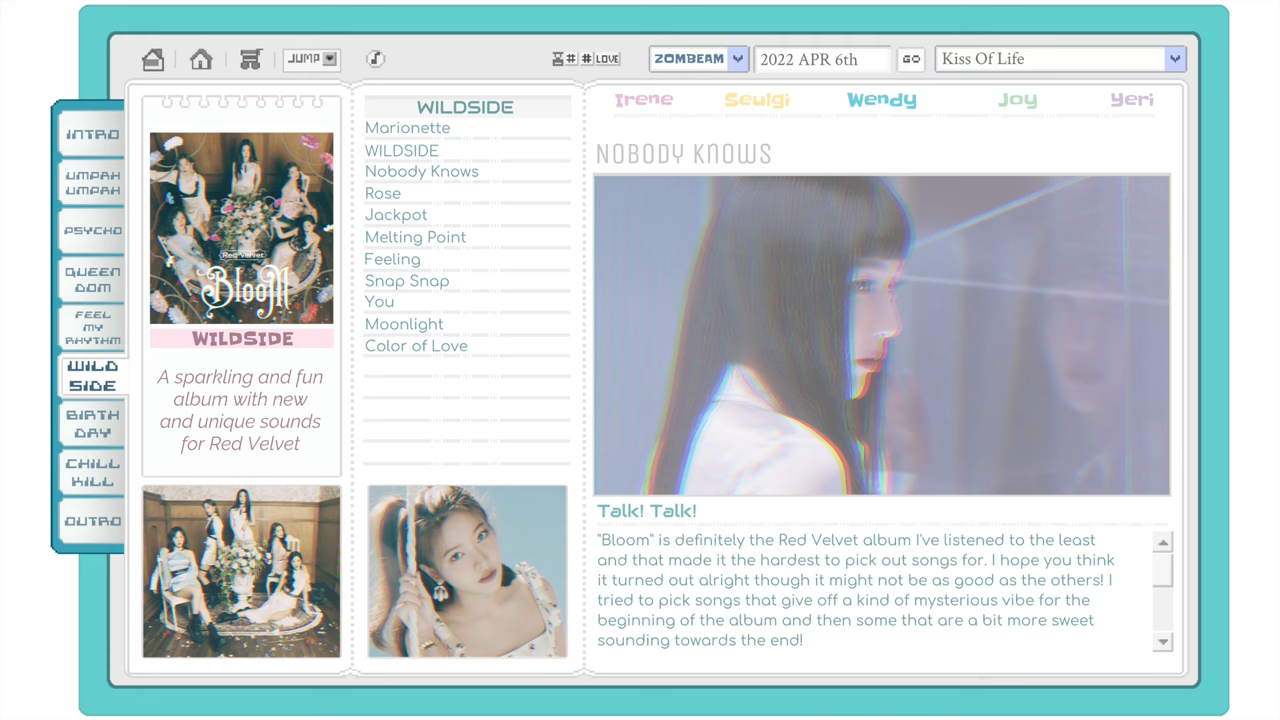 JUMP
# # LOVE
ZOMBEAM
2022 APR 6th
GO
Kiss Of Life
INTRO
UMPAH
UMPAH
PSYCHO
QUEEN
DOM
FEEL
MY
RHYTHM
WILD
SIDE
BIRTH
DAY
CHILL
KILL
OUTRO
Red Velvet
Bloom
WILDSIDE
A sparkling and fun
album with new
and unique sounds
for Red Velvet
WILDSIDE
Marionette
WILDSIDE
Nobody Knows
Rose
Jackpot
Melting Point
Feeling
Snap Snap
You
Moonlight
Color of Love
Irene Seulgi Wendy Joy Yeri
NOBODY KNOWS
Talk! Talk!
"Bloom" is definitely the Red Velvet album I've listened to the least
and that made it the hardest to pick out songs for. I hope you think
it turned out alright though it might not be as good as the others! I
tried to pick songs that give off a kind of mysterious vibe for the
beginning of the album and then some that are a bit more sweet
sounding towards the end!